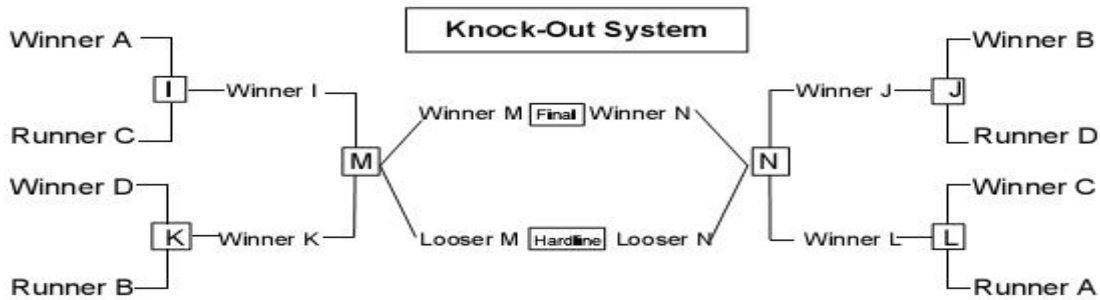 Knock-Out System
Winner A
Winner B
I
Winner I
Winner J
J
Winner M Final Winner N
Runner C
Runner D
M
N
Winner D
Winner C
K
Winner K
Looser M Hardline Looser N
Winner L
L
Runner B
Runner A